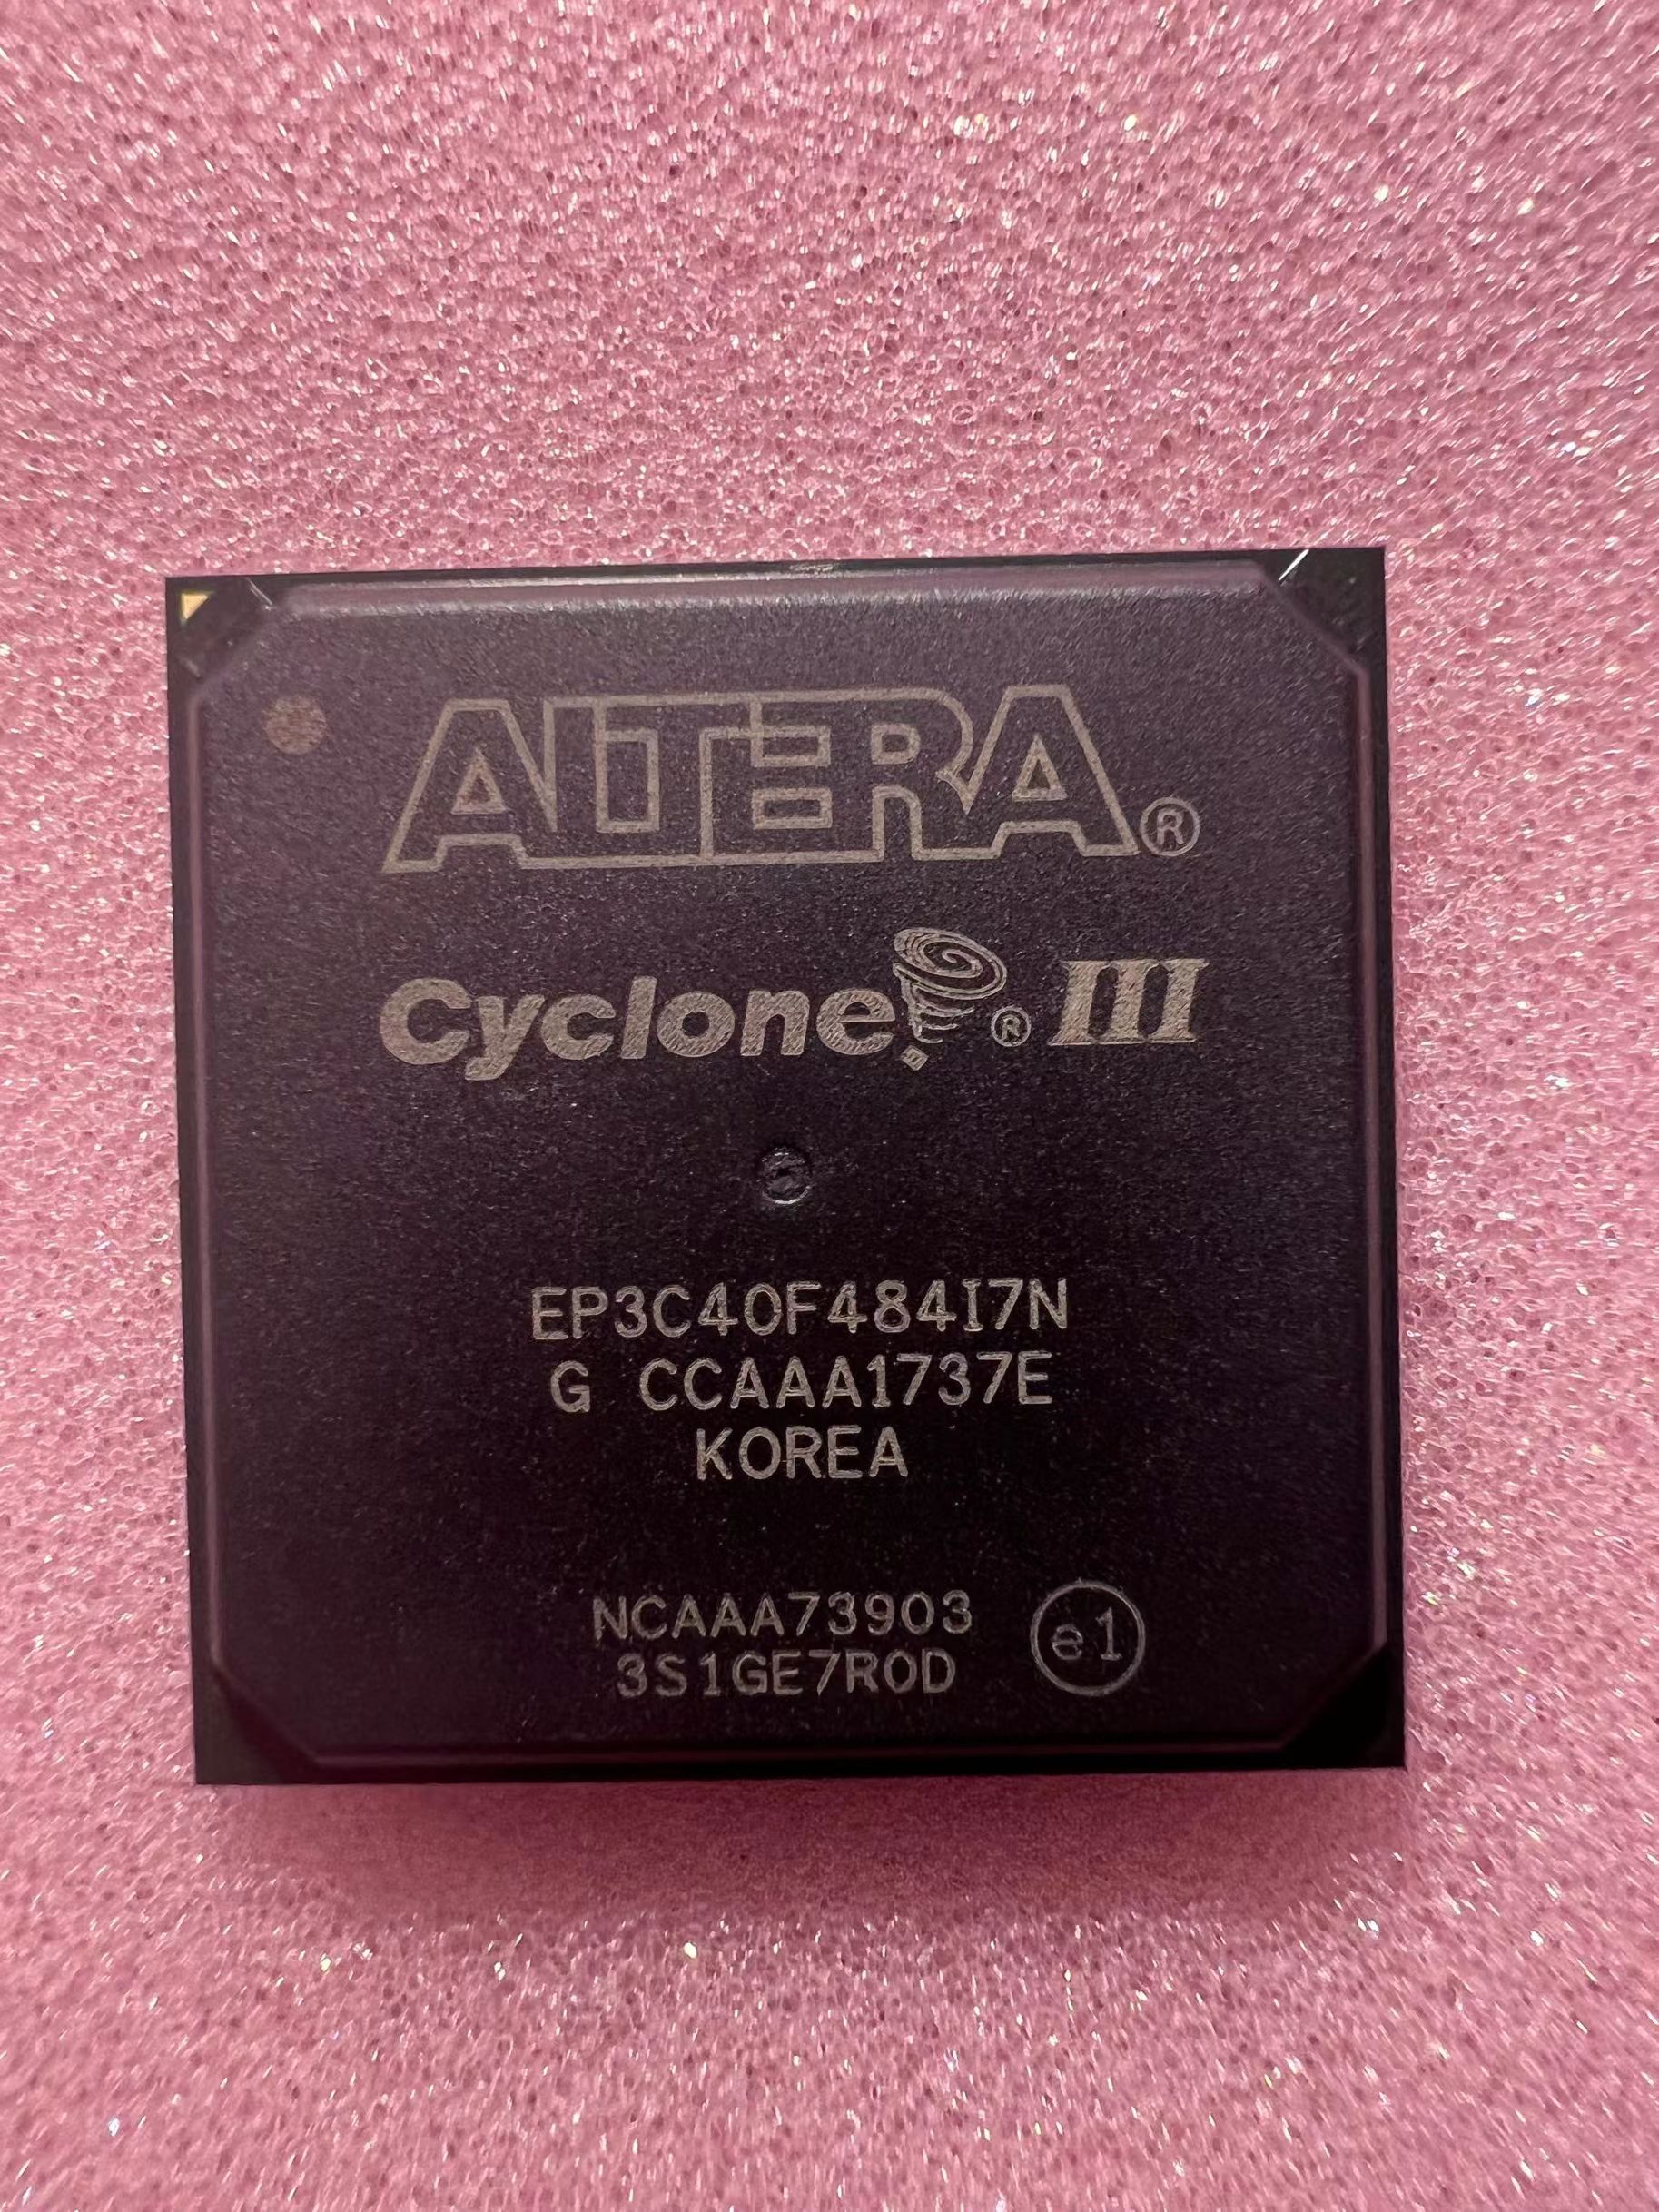 ALTERA®
Cyclone® III
EP3C40F484I7N
G CCAAA1737E
KOREA
NCAAA73903
3S1GE7R0D
e1